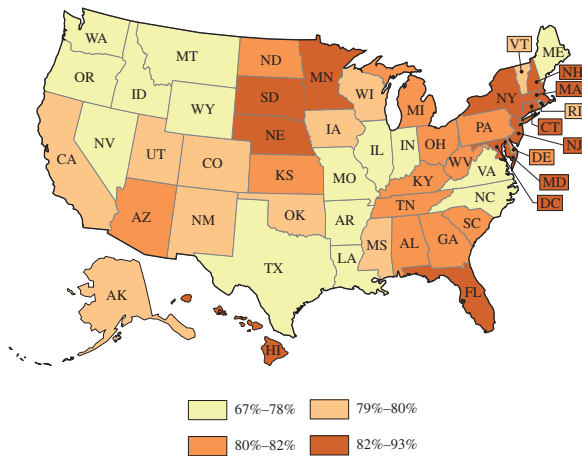 WA
MT
ND
MN
VT
ME
OR
ID
WY
SD
WI
MI
NY
NH
MA
RI
CT
NJ
NE
IA
PA
CA
NV
UT
CO
KS
MO
IL
IN
OH
WV
VA
DE
MD
DC
KY
NC
AZ
NM
OK
AR
TN
SC
TX
LA
MS
AL
GA
FL
AK
HI
67%–78%
79%–80%
80%–82%
82%–93%